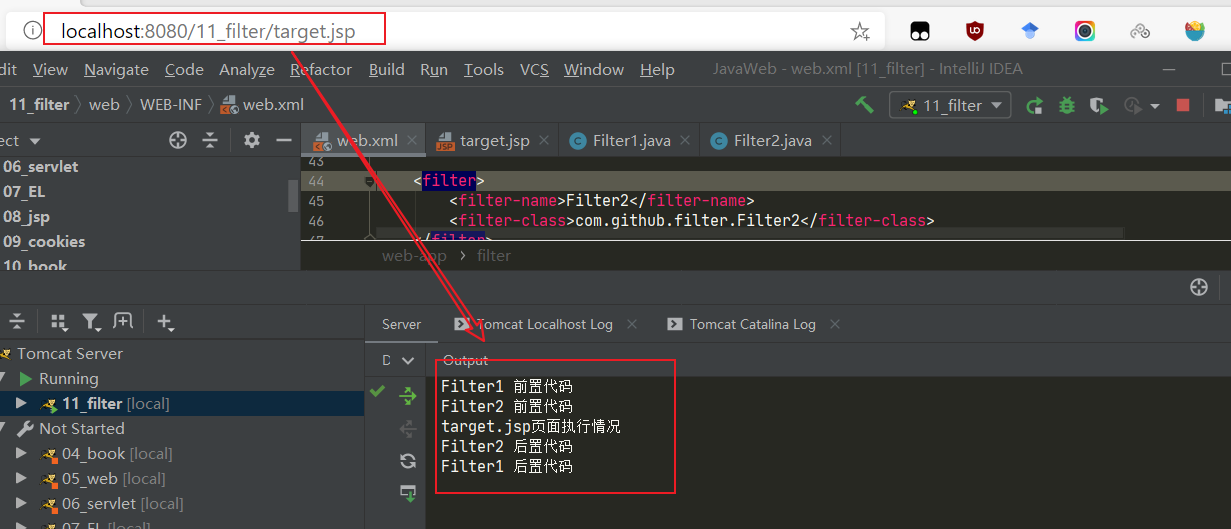 localhost:8080/11_filter/target.jsp
dit View Navigate Code Analyze Refactor Build Run Tools VCS Window Help JavaWeb - web.xml [11_filter] - IntelliJ IDEA
11_filter web WEB-INF web.xml 11_filter
ect web.xml target.jsp Filter1.java Filter2.java
06_servlet
07_EL
08_jsp
09_cookies
10_book
43
44 <filter>
45 <filter-name>Filter2</filter-name>
46 <filter-class>com.github.filter.Filter2</filter-class>
47 </filter>
web-app filter
Server Tomcat Localhost Log Tomcat Catalina Log
Tomcat Server
Running
11_filter [local]
Not Started
04_book [local]
05_web [local]
06_servlet [local]
07_EL [local]
D Output
Filter1 前置代码
Filter2 前置代码
target.jsp页面执行情况
Filter2 后置代码
Filter1 后置代码